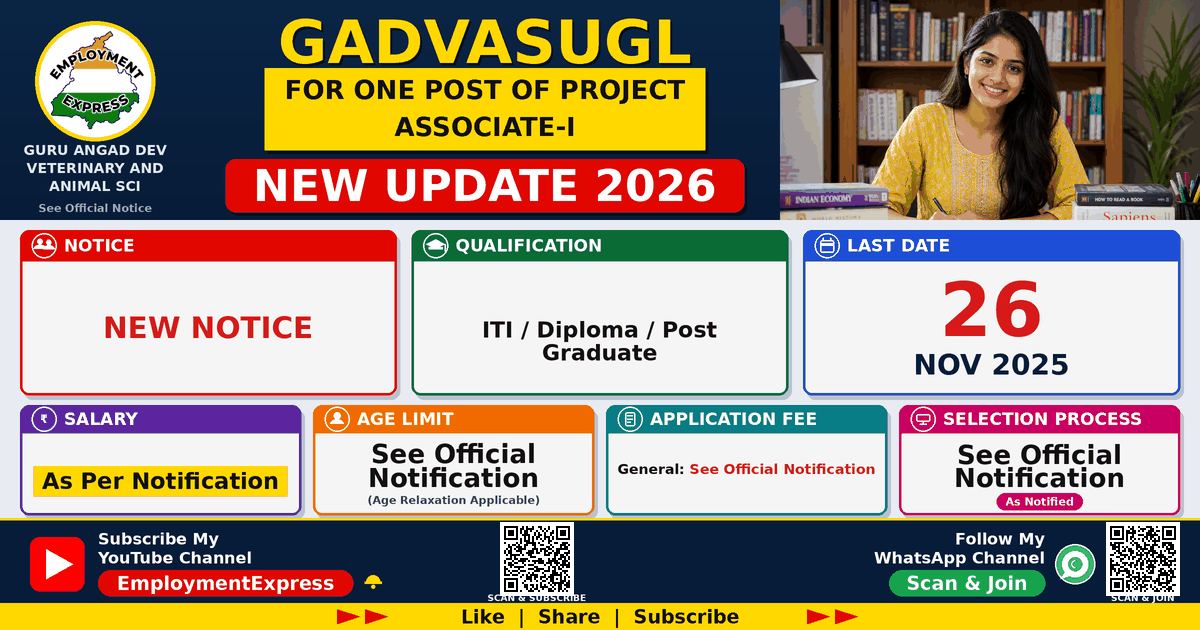 EMPLOYMENT
EXPRESS
GURU ANGAD DEV
VETERINARY AND
ANIMAL SCI
See Official Notice
GADVASUGL
FOR ONE POST OF PROJECT
ASSOCIATE-I
NEW UPDATE 2026
INDIAN ECONOMY
HOW TO READ A BOOK
Sapiens
NOTICE
NEW NOTICE
QUALIFICATION
ITI / Diploma / Post
Graduate
LAST DATE
26
NOV 2025
₹ SALARY
As Per Notification
AGE LIMIT
See Official
Notification
(Age Relaxation Applicable)
APPLICATION FEE
General: See Official Notification
SELECTION PROCESS
See Official
Notification
As Notified
Subscribe My
YouTube Channel
EmploymentExpress
SCAN & SUBSCRIBE
Follow My
WhatsApp Channel
Scan & Join
SCAN & JOIN
Like | Share | Subscribe